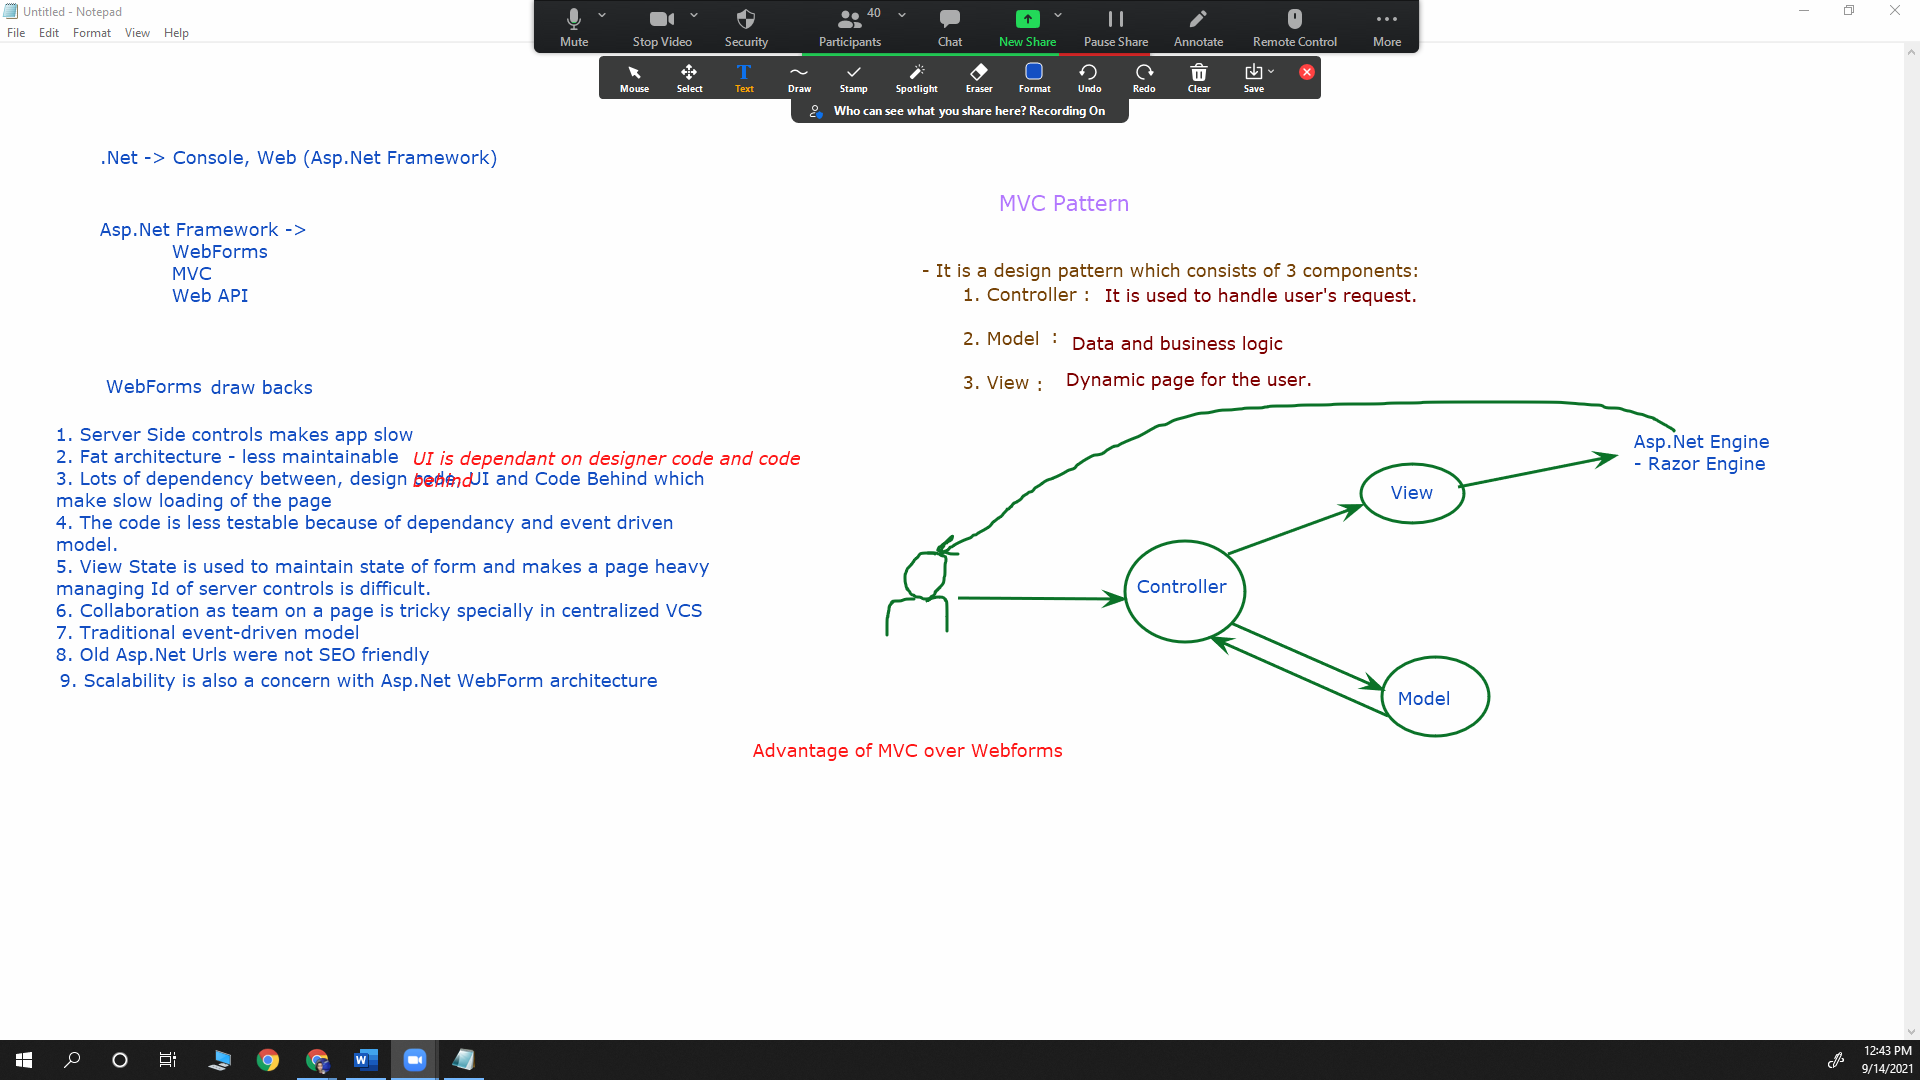 Untitled - Notepad
File Edit Format View Help
Mute Stop Video Security Participants 40 Chat New Share Pause Share Annotate Remote Control More
Mouse Select Text Draw Stamp Spotlight Eraser Format Undo Redo Clear Save
Who can see what you share here? Recording On
.Net -> Console, Web (Asp.Net Framework)
Asp.Net Framework ->
WebForms
MVC
Web API
WebForms draw backs
1. Server Side controls makes app slow
2. Fat architecture - less maintainable
UI is dependant on designer code and code
behind
3. Lots of dependency between, design code UI and Code Behind which
make slow loading of the page
4. The code is less testable because of dependancy and event driven
model.
5. View State is used to maintain state of form and makes a page heavy
managing Id of server controls is difficult.
6. Collaboration as team on a page is tricky specially in centralized VCS
7. Traditional event-driven model
8. Old Asp.Net Urls were not SEO friendly
9. Scalability is also a concern with Asp.Net WebForm architecture
MVC Pattern
- It is a design pattern which consists of 3 components:
1. Controller : It is used to handle user's request.
2. Model : Data and business logic
3. View : Dynamic page for the user.
Asp.Net Engine
- Razor Engine
View
Controller
Model
Advantage of MVC over Webforms
12:43 PM
9/14/2021